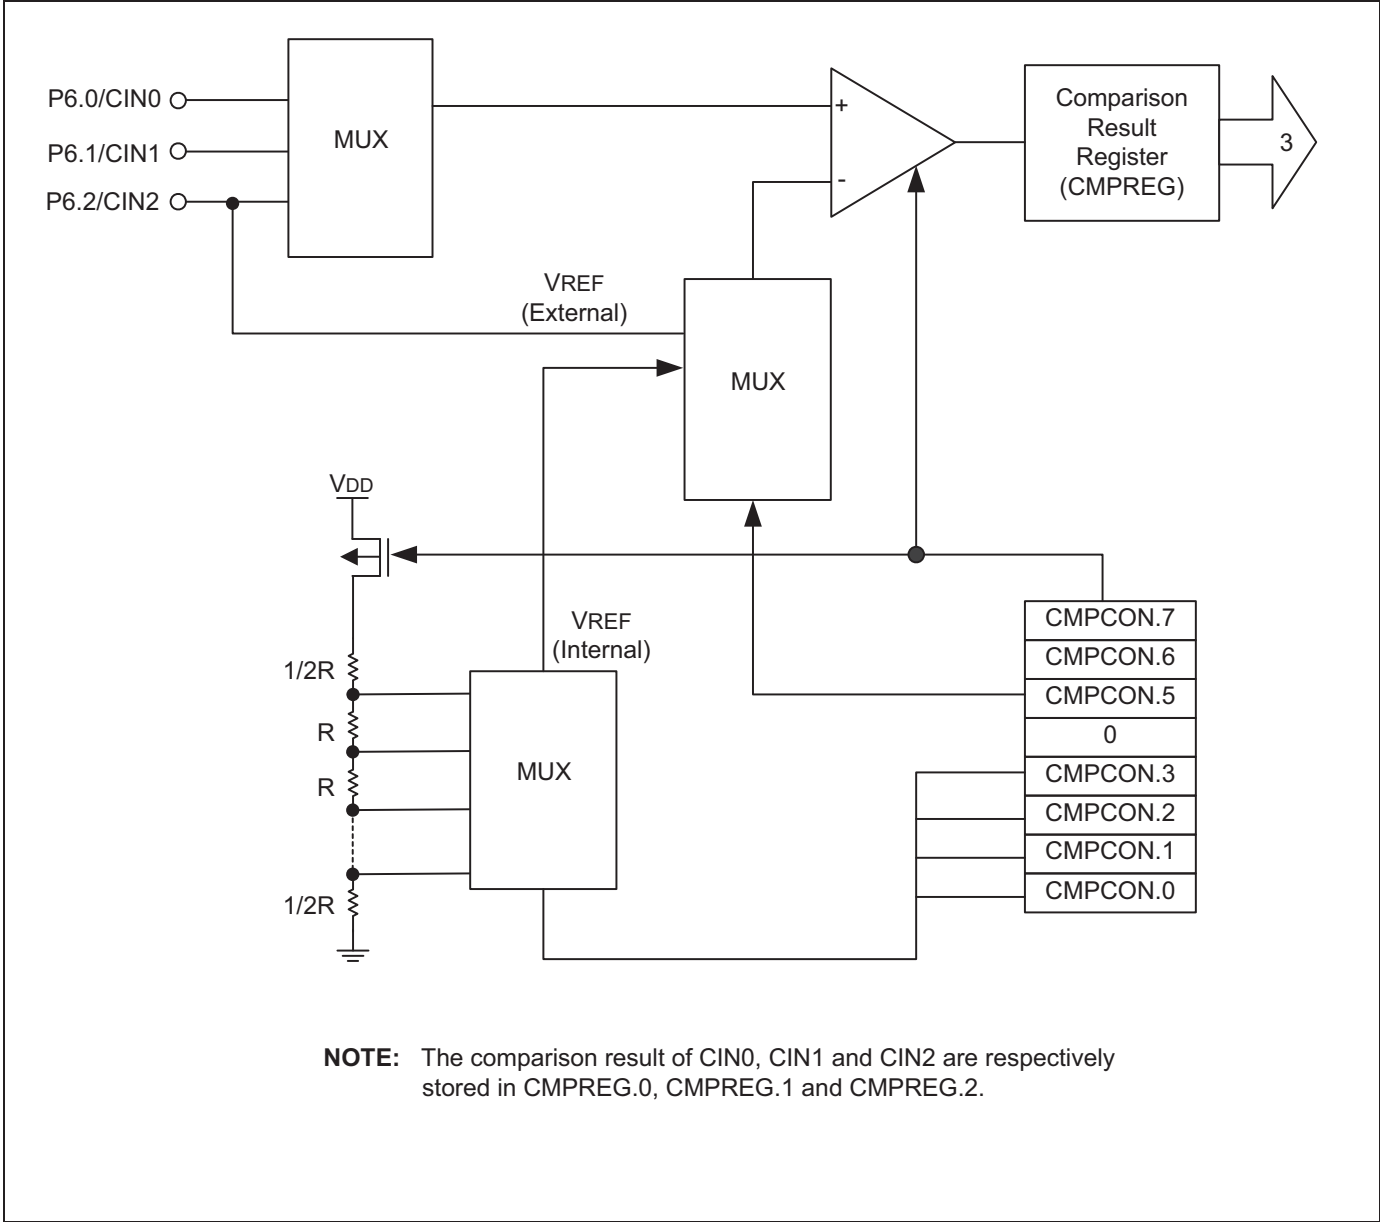 P6.0/CIN0
P6.1/CIN1
P6.2/CIN2
MUX
+
-
Comparison
Result
Register
(CMPREG)
3
VREF
(External)
MUX
VDD
VREF
(Internal)
1/2R
R
R
1/2R
MUX
CMPCON.7
CMPCON.6
CMPCON.5
0
CMPCON.3
CMPCON.2
CMPCON.1
CMPCON.0
NOTE: The comparison result of CIN0, CIN1 and CIN2 are respectively
stored in CMPREG.0, CMPREG.1 and CMPREG.2.